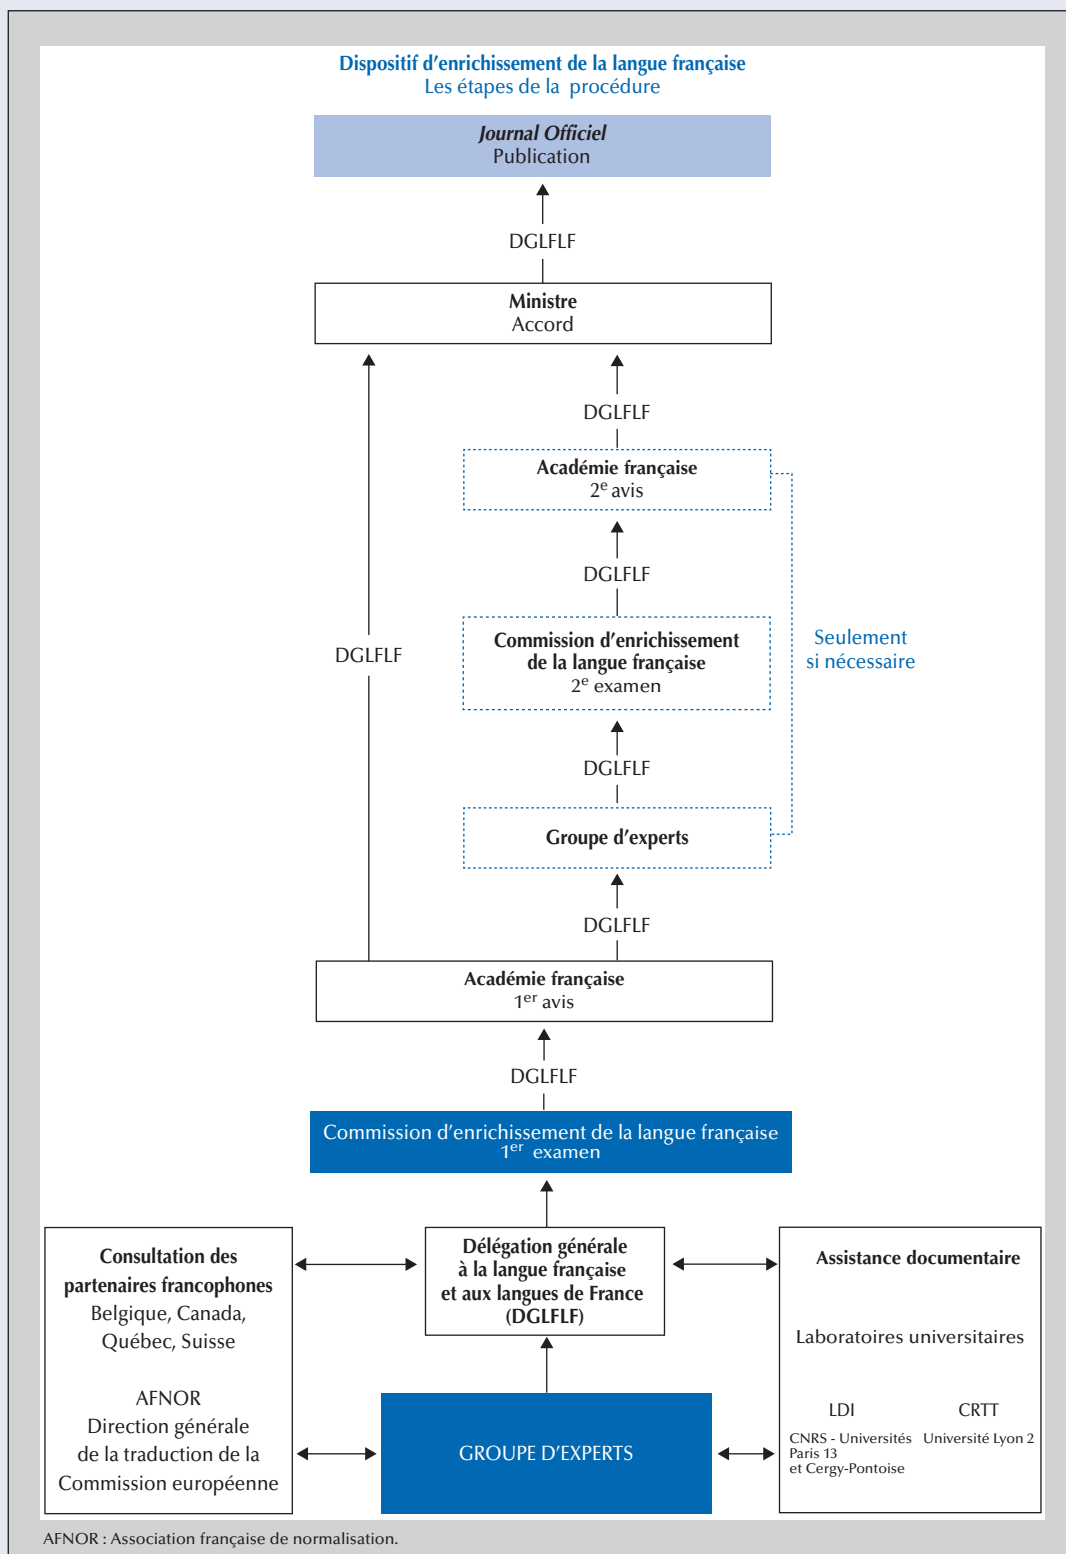 Dispositif d'enrichissement de la langue française
Les étapes de la procédure
Journal Officiel
Publication
DGLFLF
Ministre
Accord
DGLFLF
Académie française
2e avis
DGLFLF
Commission d'enrichissement
de la langue française
2e examen
Seulement
si nécessaire
DGLFLF
DGLFLF
Groupe d'experts
DGLFLF
Académie française
1er avis
DGLFLF
Commission d'enrichissement de la langue française
1er examen
Consultation des
partenaires francophones
Belgique, Canada,
Québec, Suisse
AFNOR
Direction générale
de la traduction de la
Commission européenne
Délégation générale
à la langue française
et aux langues de France
(DGLFLF)
GROUPE D'EXPERTS
Assistance documentaire
Laboratoires universitaires
LDI
CNRS - Universités
Paris 13
et Cergy-Pontoise
CRTT
Université Lyon 2
AFNOR : Association française de normalisation.